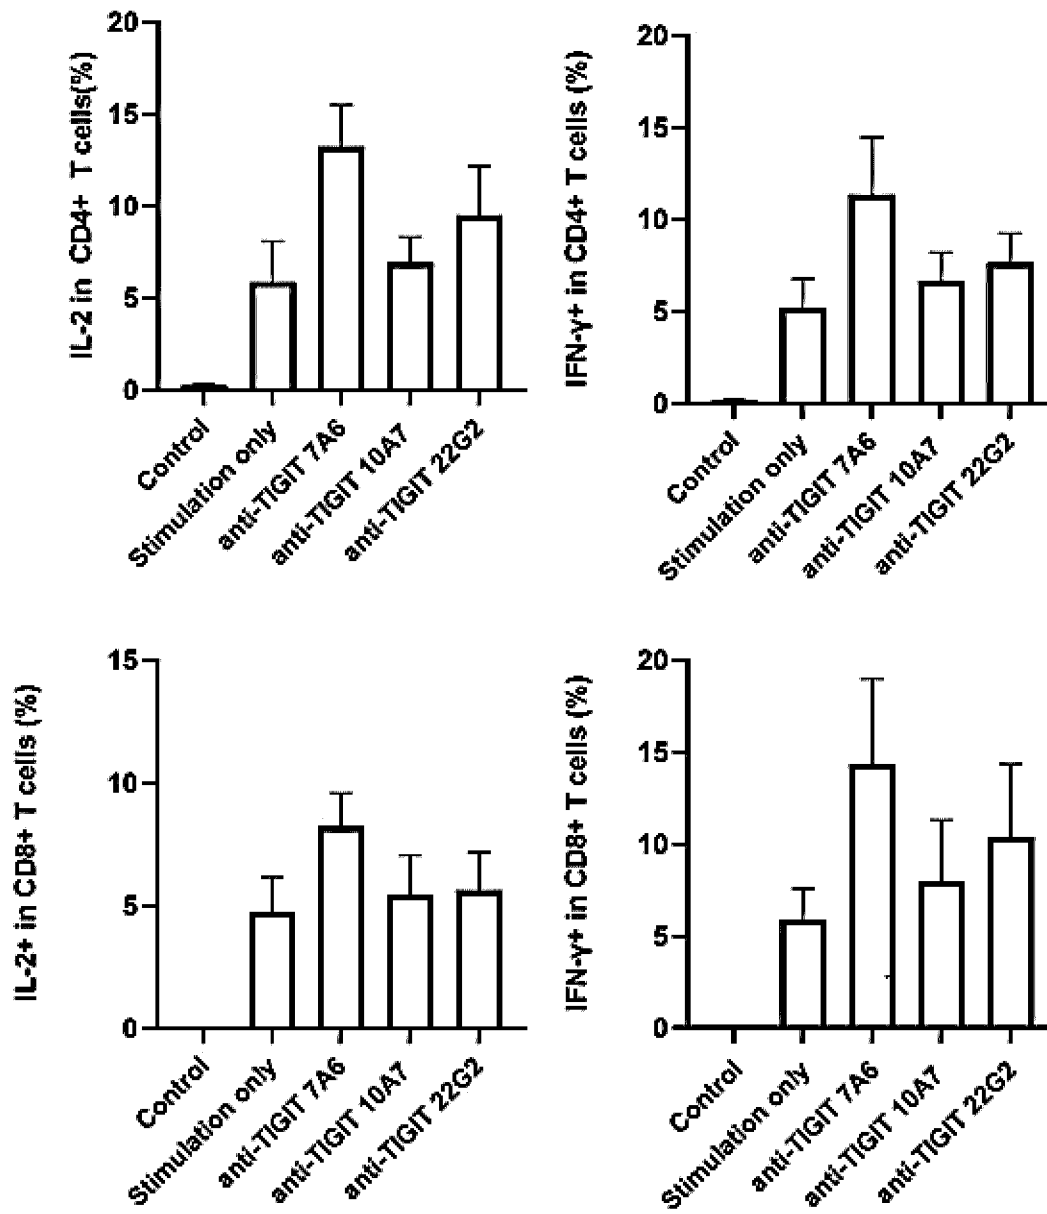 IL-2 in CD4+ T cells(%)
20
15
10
5
0
Control
Stimulation only
anti-TIGIT 7A6
anti-TIGIT 10A7
anti-TIGIT 22G2
IFN-γ+ in CD4+ T cells (%)
20
15
10
5
0
Control
Stimulation only
anti-TIGIT 7A6
anti-TIGIT 10A7
anti-TIGIT 22G2
IL-2+ in CD8+ T cells (%)
15
10
5
0
Control
Stimulation only
anti-TIGIT 7A6
anti-TIGIT 10A7
anti-TIGIT 22G2
IFN-γ+ in CD8+ T cells (%)
20
15
10
5
0
Control
Stimulation only
anti-TIGIT 7A6
anti-TIGIT 10A7
anti-TIGIT 22G2